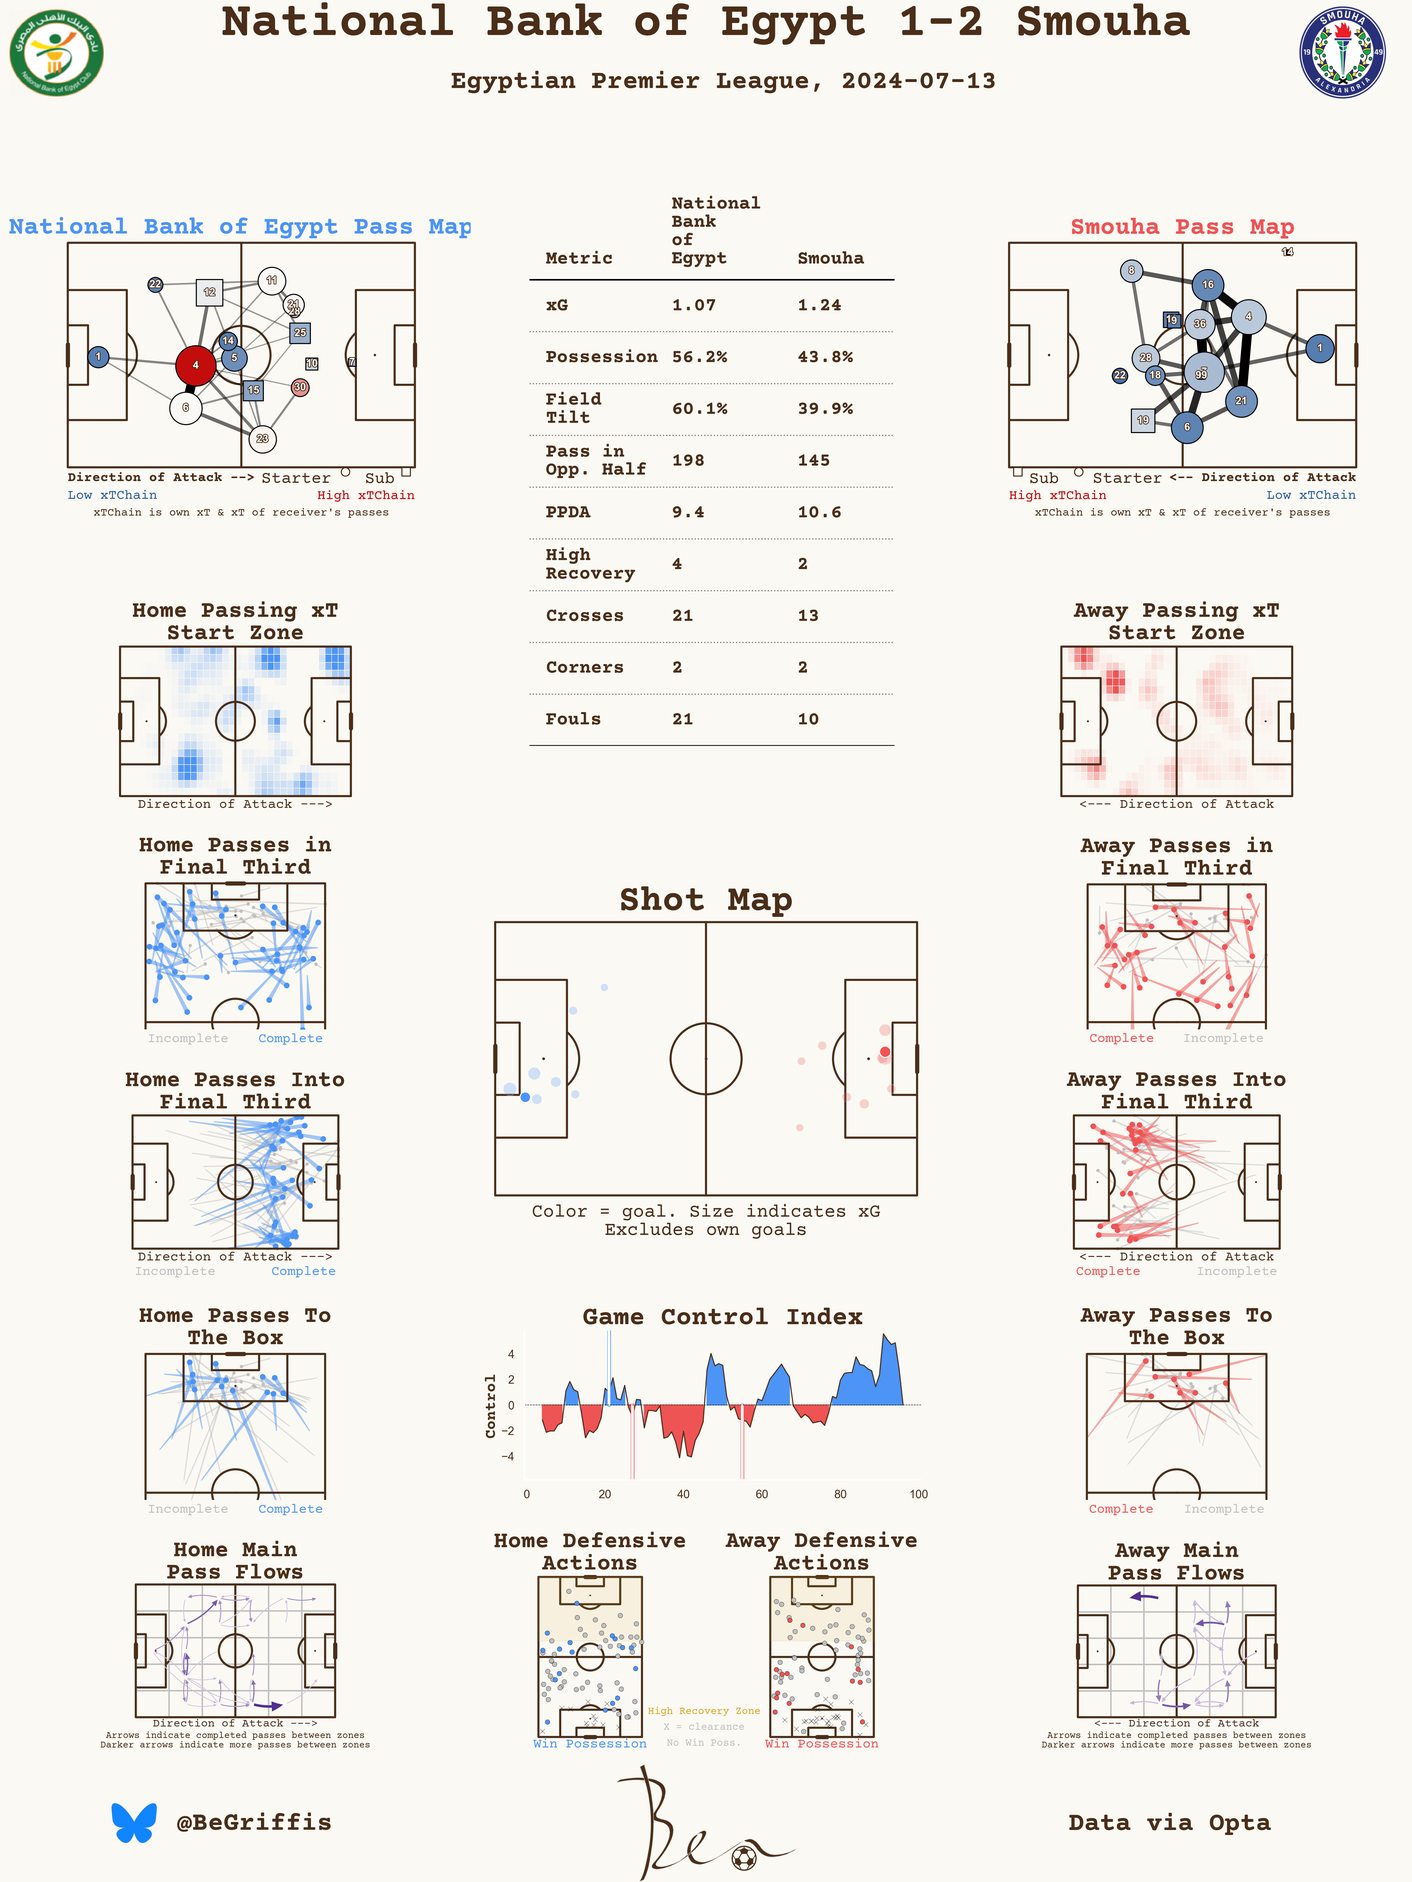 National Bank of Egypt 1-2 Smouha
Egyptian Premier League, 2024-07-13
National Bank of Egypt Club
SMOUHA
19 49
ALEXANDRIA
National Bank of Egypt Pass Map
22
12
11
21
28
25
14
5
1
4
10
7
15
30
6
23
Direction of Attack --> Starter Sub
Low xTChain High xTChain
xTChain is own xT & xT of receiver's passes
National
Bank
of
Metric Egypt Smouha
xG 1.07 1.24
Possession 56.2% 43.8%
Field
Tilt 60.1% 39.9%
Pass in
Opp. Half 198 145
PPDA 9.4 10.6
High
Recovery 4 2
Crosses 21 13
Corners 2 2
Fouls 21 10
Smouha Pass Map
14
8
16
19
36
4
28
1
22
18
99
21
19
6
Sub Starter <-- Direction of Attack
High xTChain Low xTChain
xTChain is own xT & xT of receiver's passes
Home Passing xT
Start Zone
Direction of Attack --->
Away Passing xT
Start Zone
<--- Direction of Attack
Home Passes in
Final Third
Incomplete Complete
Away Passes in
Final Third
Complete Incomplete
Shot Map
Color = goal. Size indicates xG
Excludes own goals
Home Passes Into
Final Third
Direction of Attack --->
Incomplete Complete
Away Passes Into
Final Third
<--- Direction of Attack
Complete Incomplete
Home Passes To
The Box
Incomplete Complete
Game Control Index
Control
4
2
0
−2
−4
0 20 40 60 80 100
Away Passes To
The Box
Complete Incomplete
Home Main
Pass Flows
Direction of Attack --->
Arrows indicate completed passes between zones
Darker arrows indicate more passes between zones
Home Defensive
Actions
Win Possession
Away Defensive
Actions
Win Possession
High Recovery Zone
X = clearance
No Win Poss.
Away Main
Pass Flows
<--- Direction of Attack
Arrows indicate completed passes between zones
Darker arrows indicate more passes between zones
@BeGriffis
Ben
Data via Opta